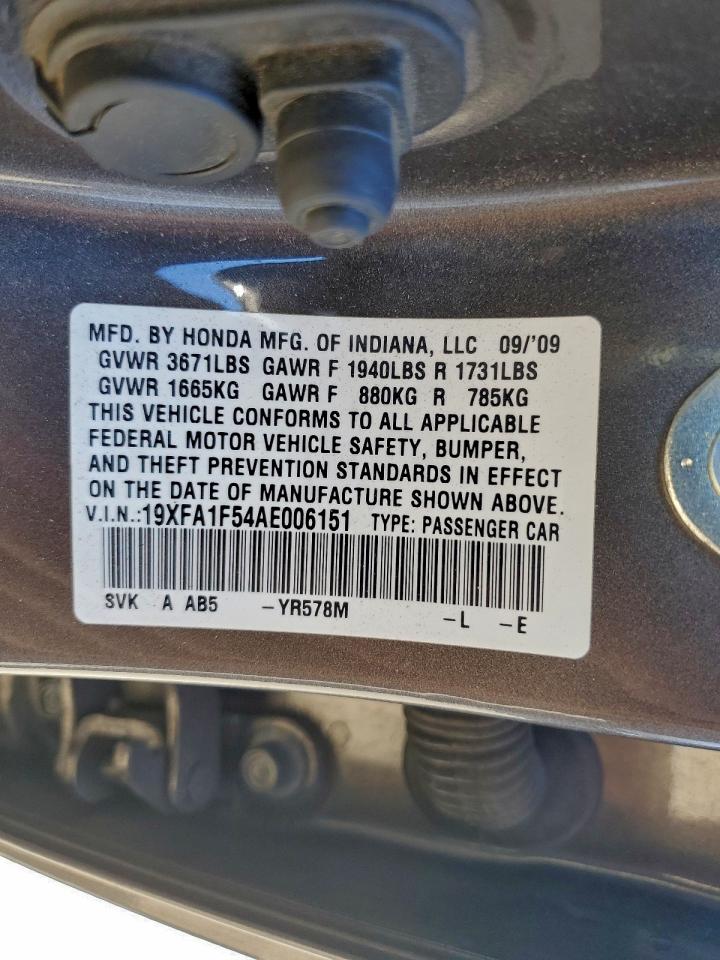 MFD. BY HONDA MFG. OF INDIANA, LLC 09/'09
GVWR 3671LBS GAWR F 1940LBS R 1731LBS
GVWR 1665KG GAWR F 880KG R 785KG
THIS VEHICLE CONFORMS TO ALL APPLICABLE
FEDERAL MOTOR VEHICLE SAFETY, BUMPER,
AND THEFT PREVENTION STANDARDS IN EFFECT
ON THE DATE OF MANUFACTURE SHOWN ABOVE.
V.I.N.:19XFA1F54AE006151 TYPE: PASSENGER CAR
SVK A AB5 -YR578M -L -E